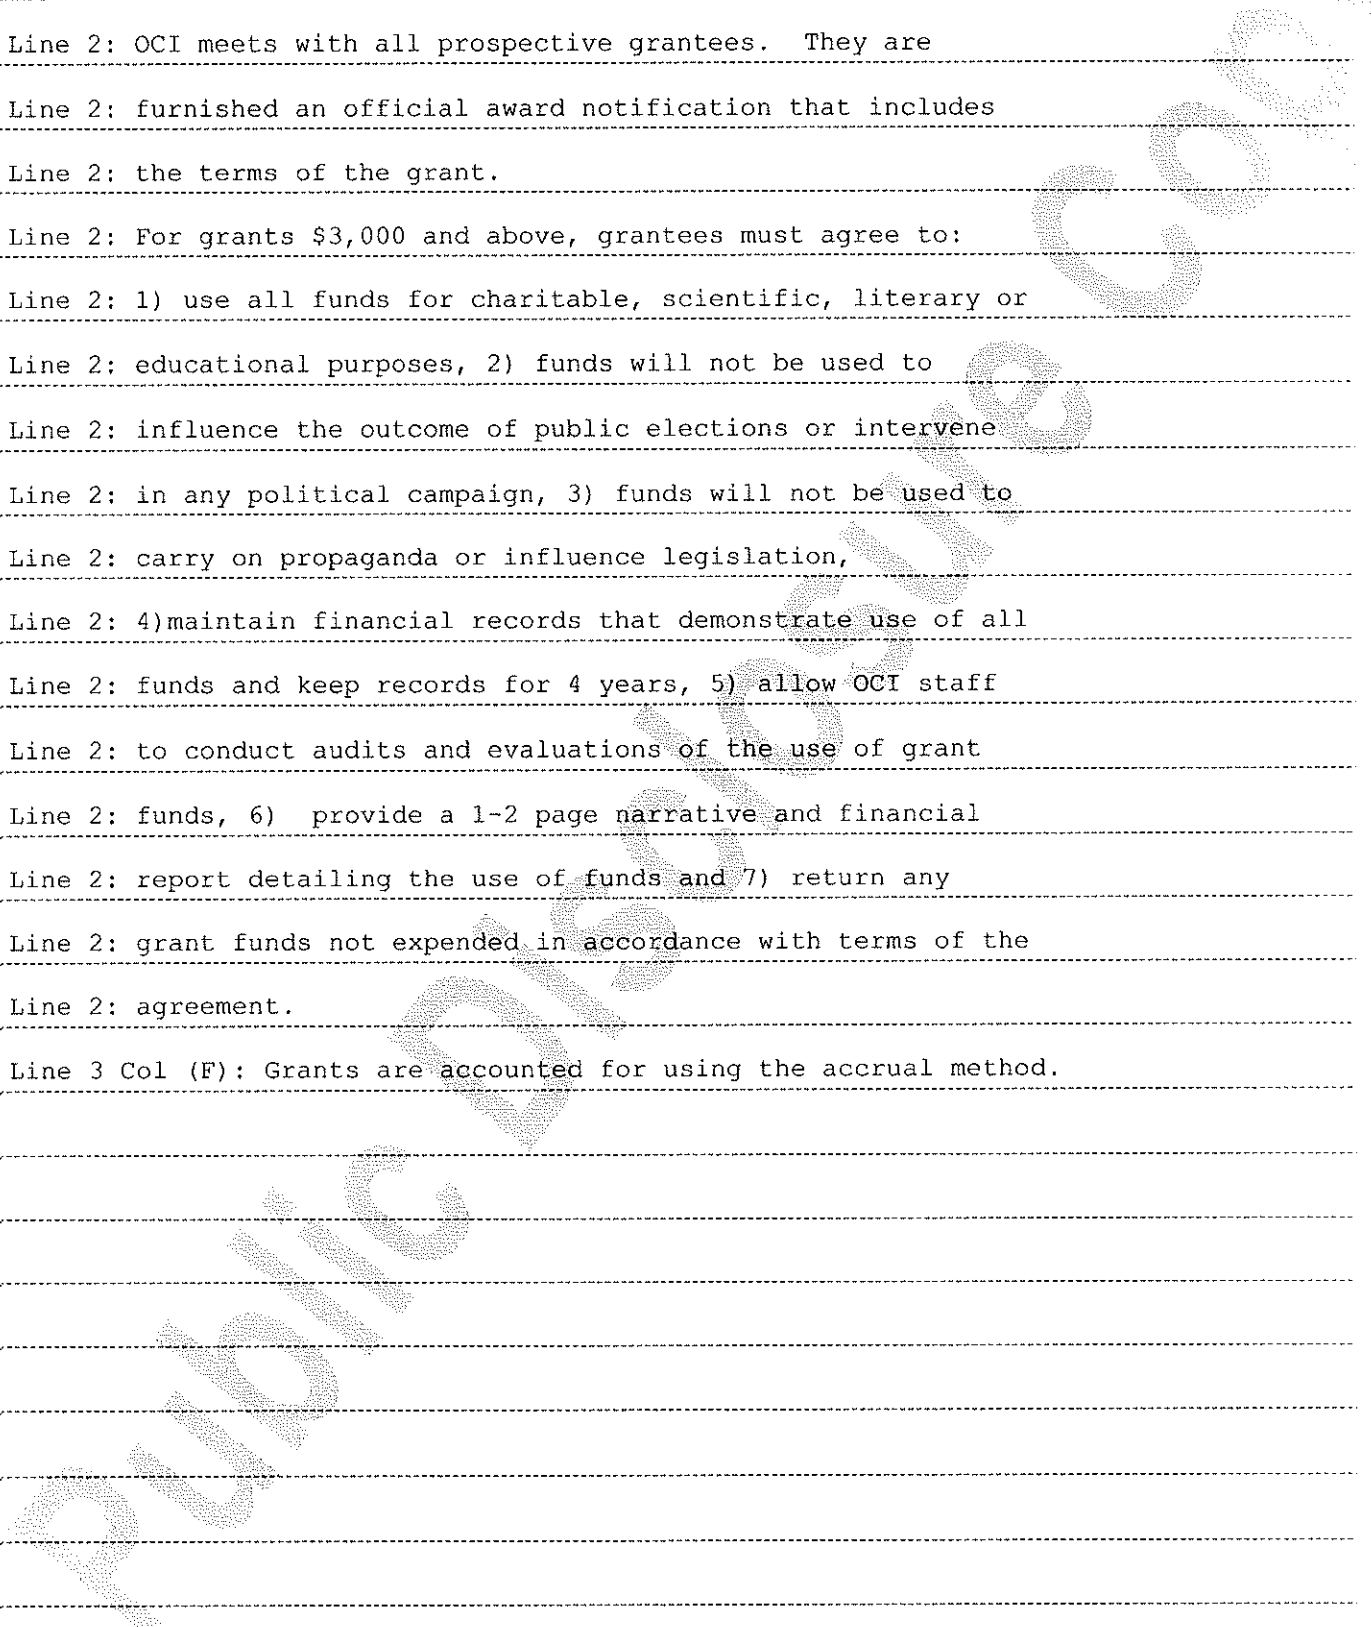 Line 2: OCI meets with all prospective grantees.  They are
Line 2: furnished an official award notification that includes
Line 2: the terms of the grant.
Line 2: For grants $3,000 and above, grantees must agree to:
Line 2: 1) use all funds for charitable, scientific, literary or
Line 2: educational purposes, 2) funds will not be used to
Line 2: influence the outcome of public elections or intervene
Line 2: in any political campaign, 3) funds will not be used to
Line 2: carry on propaganda or influence legislation,
Line 2: 4)maintain financial records that demonstrate use of all
Line 2: funds and keep records for 4 years, 5) allow OCI staff
Line 2: to conduct audits and evaluations of the use of grant
Line 2: funds, 6)  provide a 1-2 page narrative and financial
Line 2: report detailing the use of funds and 7) return any
Line 2: grant funds not expended in accordance with terms of the
Line 2: agreement.
Line 3 Col (F): Grants are accounted for using the accrual method.
Public Disclosure Cop